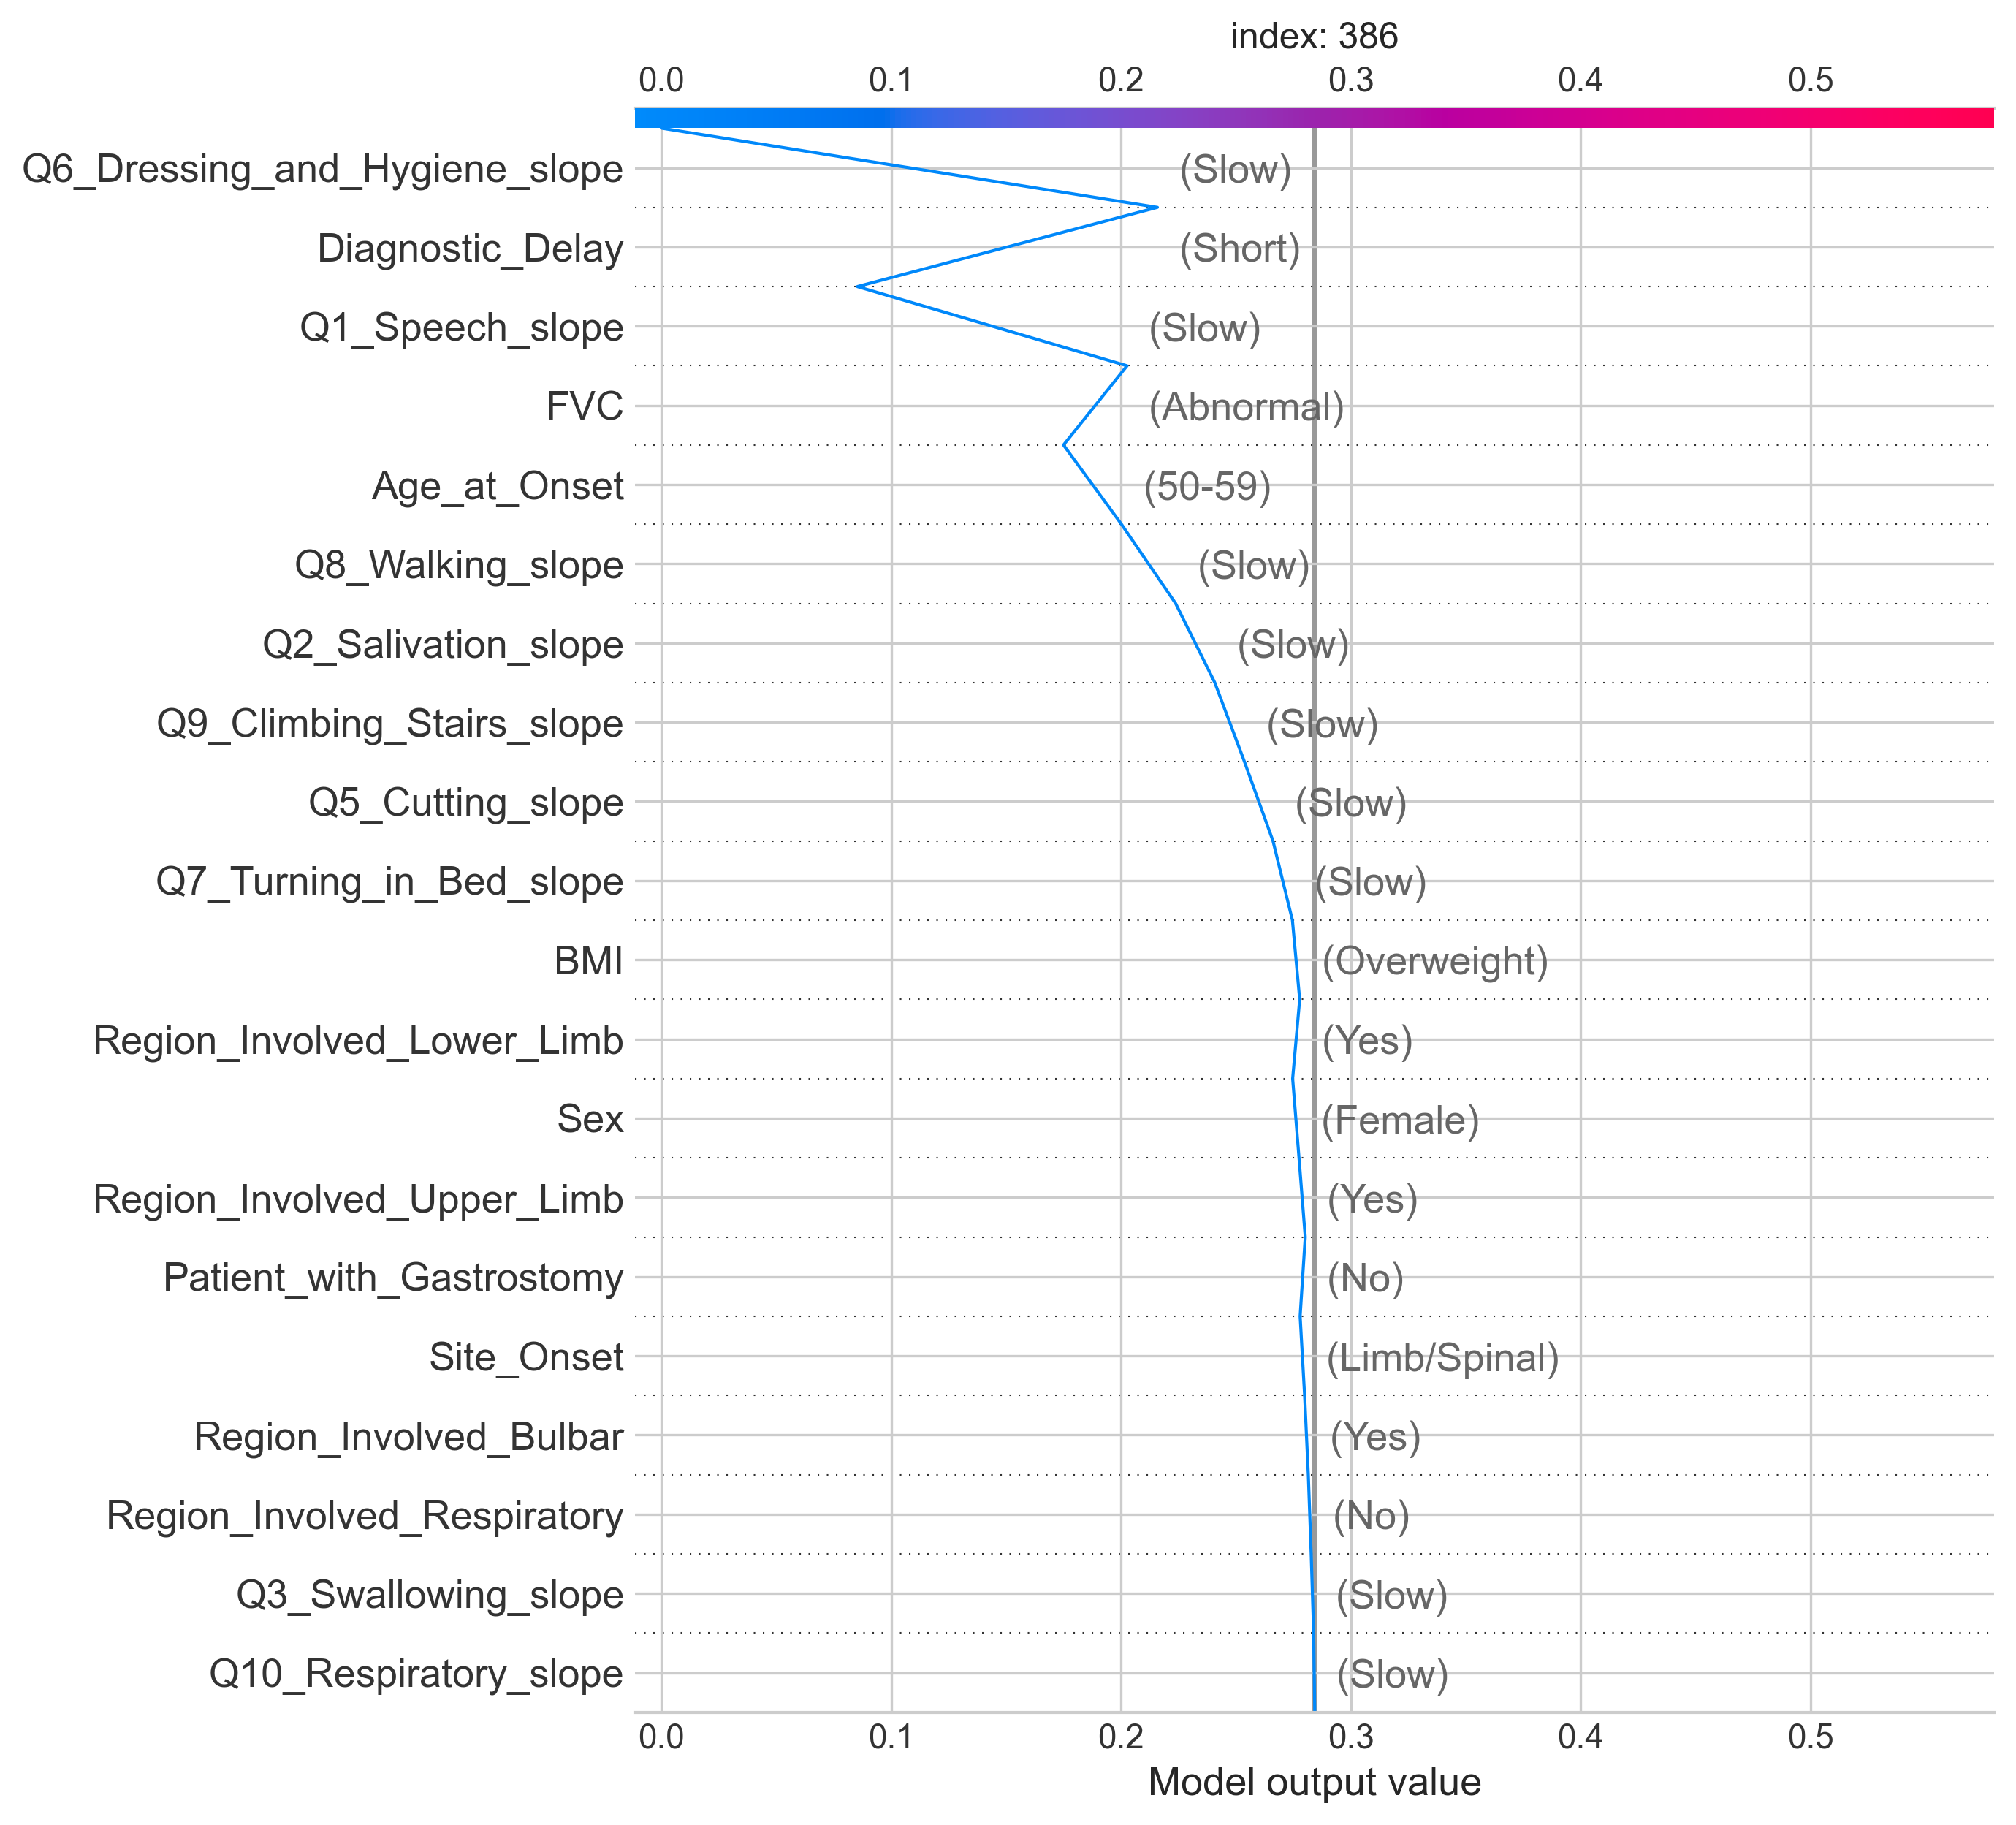 index: 386
0.0 0.1 0.2 0.3 0.4 0.5
Q6_Dressing_and_Hygiene_slope (Slow)
Diagnostic_Delay (Short)
Q1_Speech_slope (Slow)
FVC (Abnormal)
Age_at_Onset (50-59)
Q8_Walking_slope (Slow)
Q2_Salivation_slope (Slow)
Q9_Climbing_Stairs_slope (Slow)
Q5_Cutting_slope (Slow)
Q7_Turning_in_Bed_slope (Slow)
BMI (Overweight)
Region_Involved_Lower_Limb (Yes)
Sex (Female)
Region_Involved_Upper_Limb (Yes)
Patient_with_Gastrostomy (No)
Site_Onset (Limb/Spinal)
Region_Involved_Bulbar (Yes)
Region_Involved_Respiratory (No)
Q3_Swallowing_slope (Slow)
Q10_Respiratory_slope (Slow)
0.0 0.1 0.2 0.3 0.4 0.5
Model output value